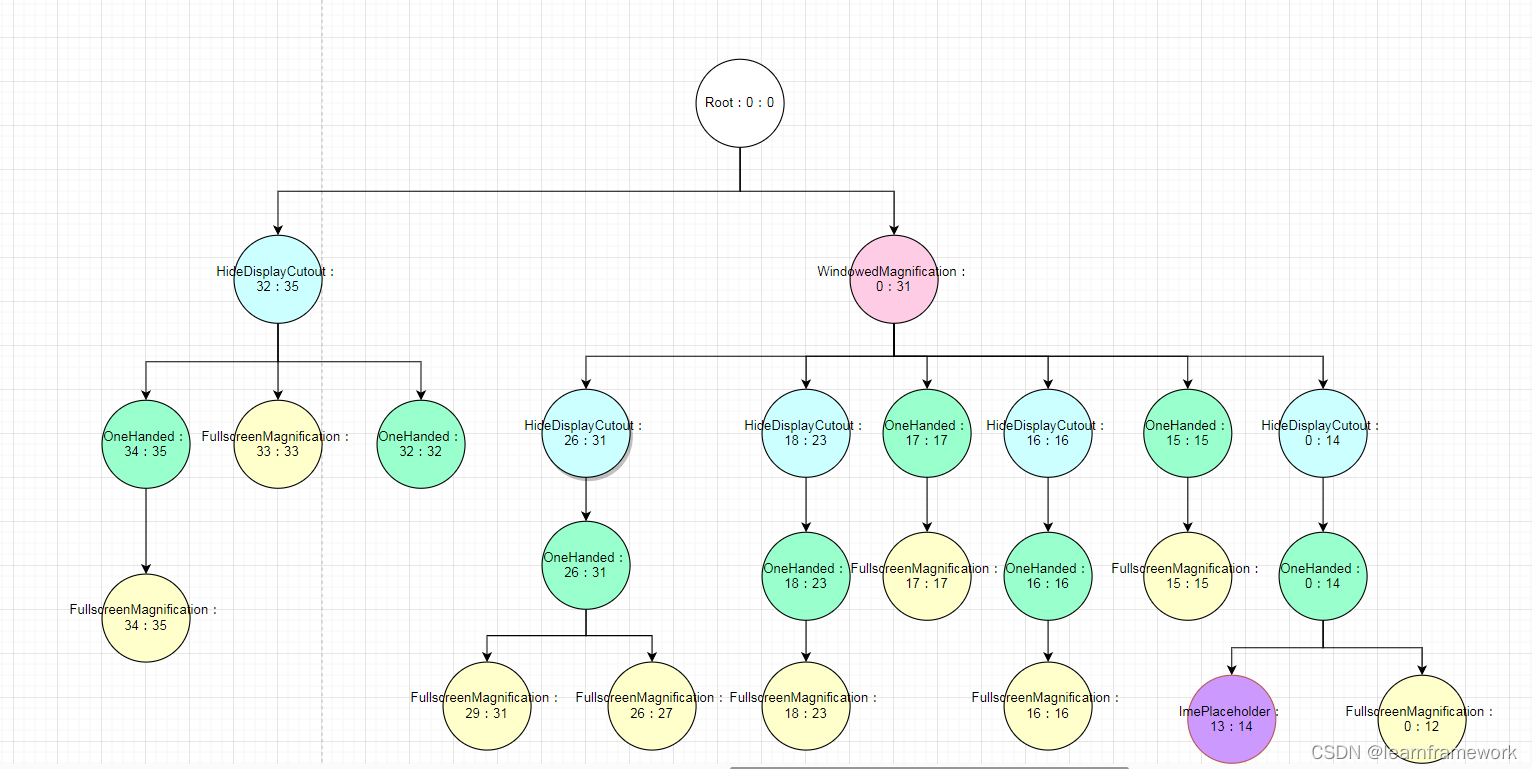 Root：0：0
HideDisplayCutout：
32：35
WindowedMagnification：
0：31
OneHanded：
34：35
FullscreenMagnification：
33：33
OneHanded：
32：32
HideDisplayCutout：
26：31
HideDisplayCutout：
18：23
OneHanded：
17：17
HideDisplayCutout：
16：16
OneHanded：
15：15
HideDisplayCutout：
0：14
FullscreenMagnification：
34：35
OneHanded：
26：31
OneHanded：
18：23
FullscreenMagnification：
17：17
OneHanded：
16：16
FullscreenMagnification：
15：15
OneHanded：
0：14
FullscreenMagnification：
29：31
FullscreenMagnification：
26：27
FullscreenMagnification：
18：23
FullscreenMagnification：
16：16
ImePlaceholder：
13：14
FullscreenMagnification：
0：12
CSDN @learnframework